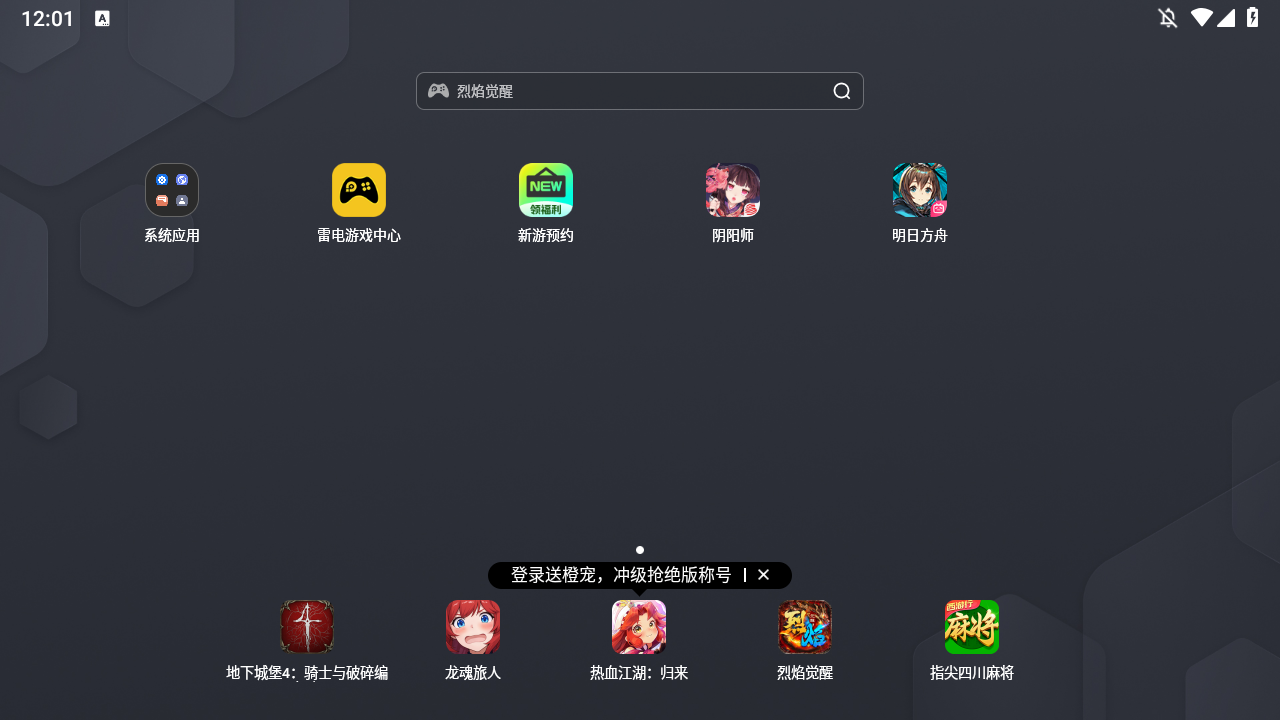 12:01
烈焰觉醒
NEW
领福利
系统应用
雷电游戏中心
新游预约
阴阳师
明日方舟
登录送橙宠，冲级抢绝版称号
西游行
麻将
烈焰
地下城堡4：骑士与破碎编
龙魂旅人
热血江湖：归来
烈焰觉醒
指尖四川麻将